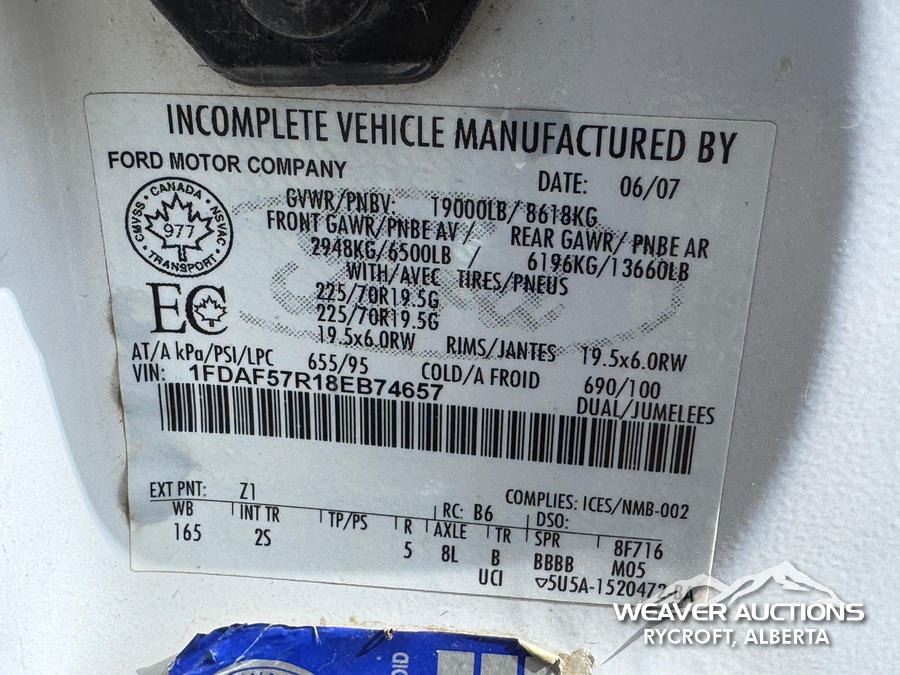 INCOMPLETE VEHICLE MANUFACTURED BY
FORD MOTOR COMPANY
DATE: 06/07
GVWR/PNBV: 19000LB/ 8618KG
FRONT GAWR/PNBE AV / REAR GAWR/ PNBE AR
2948KG/6500LB / 6196KG/13660LB
WITH/AVEC TIRES/PNEUS
225/70R19.5G
225/70R19.5G
19.5x6.0RW RIMS/JANTES 19.5x6.0RW
AT/A kPa/PSI/LPC 655/95 COLD/A FROID 690/100
VIN: 1FDAF57R18EB74657 DUAL/JUMELEES
CANADA
CMVSS • NSVAC
977
TRANSPORT
EC
EXT PNT: Z1 COMPLIES: ICES/NMB-002
RC: B6 DSO:
WB INT TR TP/PS R AXLE TR SPR 8F716
165 2S 5 8L B BBBB M05
UCI 5U5A-1520472-BA
WEAVER AUCTIONS
RYCROFT, ALBERTA